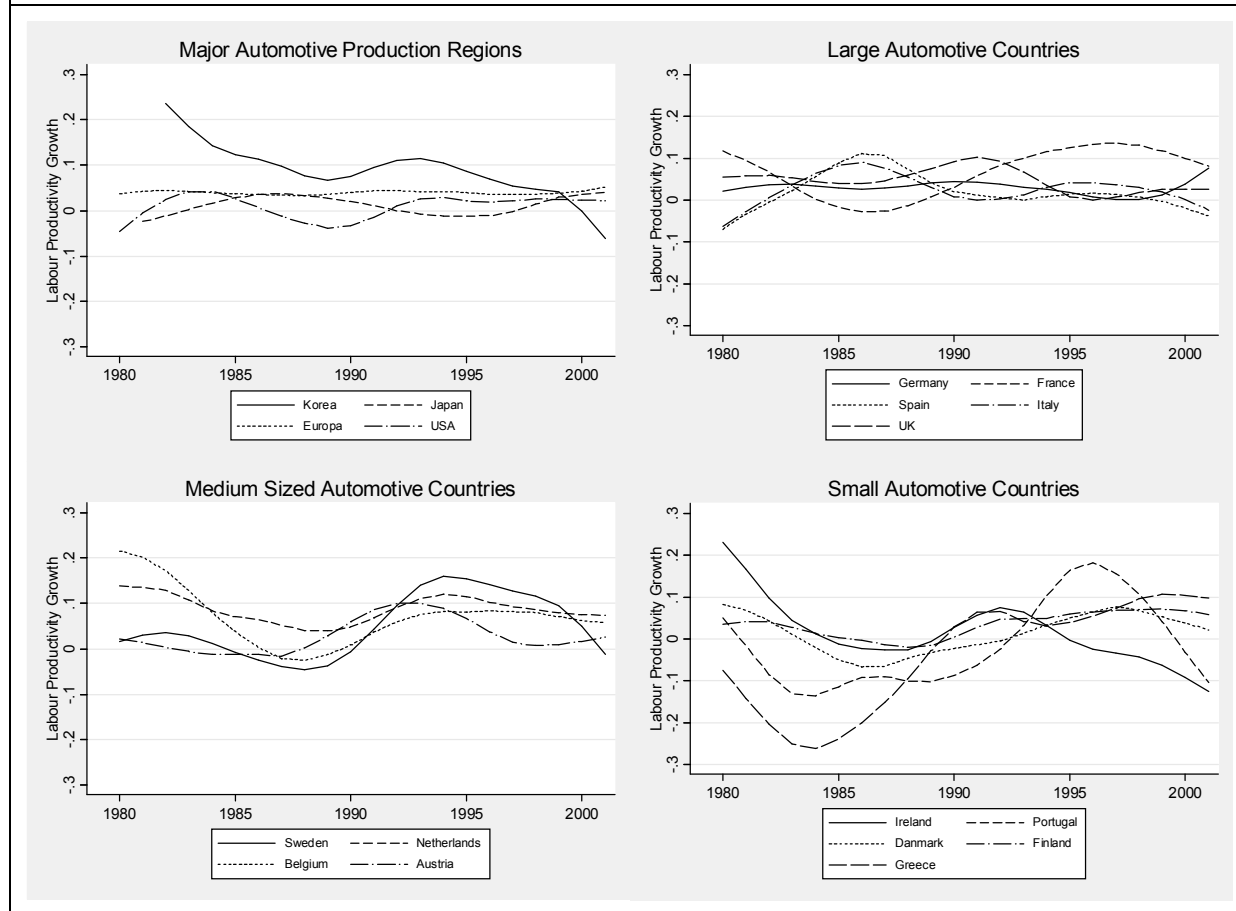 Major Automotive Production Regions
Labour Productivity Growth
.3
.2
.1
0
-.1
-.2
-.3
1980 1985 1990 1995 2000
Korea Japan
Europa USA
Large Automotive Countries
Labour Productivity Growth
.3
.2
.1
0
-.1
-.2
-.3
1980 1985 1990 1995 2000
Germany France
Spain Italy
UK
Medium Sized Automotive Countries
Labour Productivity Growth
.3
.2
.1
0
-.1
-.2
-.3
1980 1985 1990 1995 2000
Sweden Netherlands
Belgium Austria
Small Automotive Countries
Labour Productivity Growth
.3
.2
.1
0
-.1
-.2
-.3
1980 1985 1990 1995 2000
Ireland Portugal
Danmark Finland
Greece